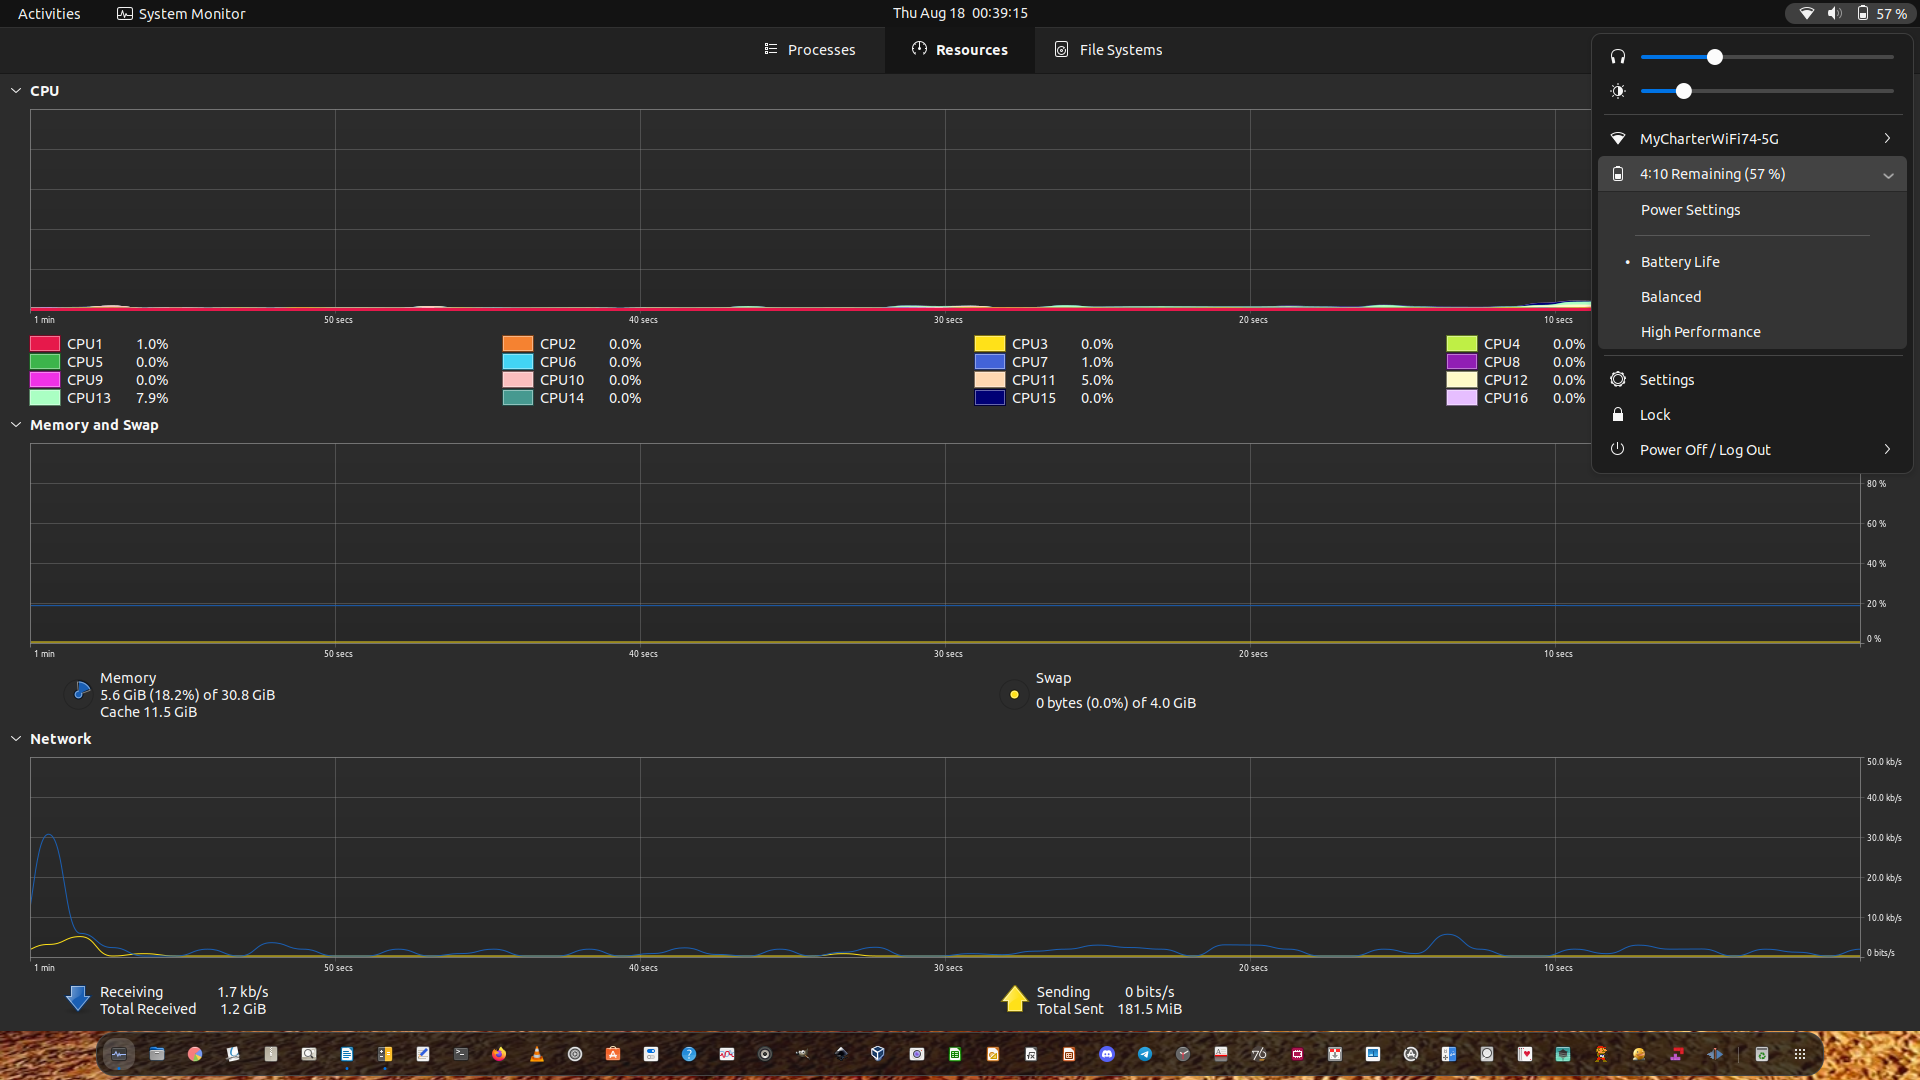 Activities
System Monitor
Thu Aug 18 00:39:15
57 %
Processes
Resources
File Systems
CPU
1 min
50 secs
40 secs
30 secs
20 secs
10 secs
CPU1 1.0%
CPU2 0.0%
CPU3 0.0%
CPU4 0.0%
CPU5 0.0%
CPU6 0.0%
CPU7 1.0%
CPU8 0.0%
CPU9 0.0%
CPU10 0.0%
CPU11 5.0%
CPU12 0.0%
CPU13 7.9%
CPU14 0.0%
CPU15 0.0%
CPU16 0.0%
MyCharterWiFi74-5G
4:10 Remaining (57 %)
Power Settings
Battery Life
Balanced
High Performance
Settings
Lock
Power Off / Log Out
Memory and Swap
80 %
60 %
40 %
20 %
0 %
1 min
50 secs
40 secs
30 secs
20 secs
10 secs
Memory
5.6 GiB (18.2%) of 30.8 GiB
Cache 11.5 GiB
Swap
0 bytes (0.0%) of 4.0 GiB
Network
50.0 kb/s
40.0 kb/s
30.0 kb/s
20.0 kb/s
10.0 kb/s
0 bits/s
1 min
50 secs
40 secs
30 secs
20 secs
10 secs
Receiving 1.7 kb/s
Total Received 1.2 GiB
Sending 0 bits/s
Total Sent 181.5 MiB